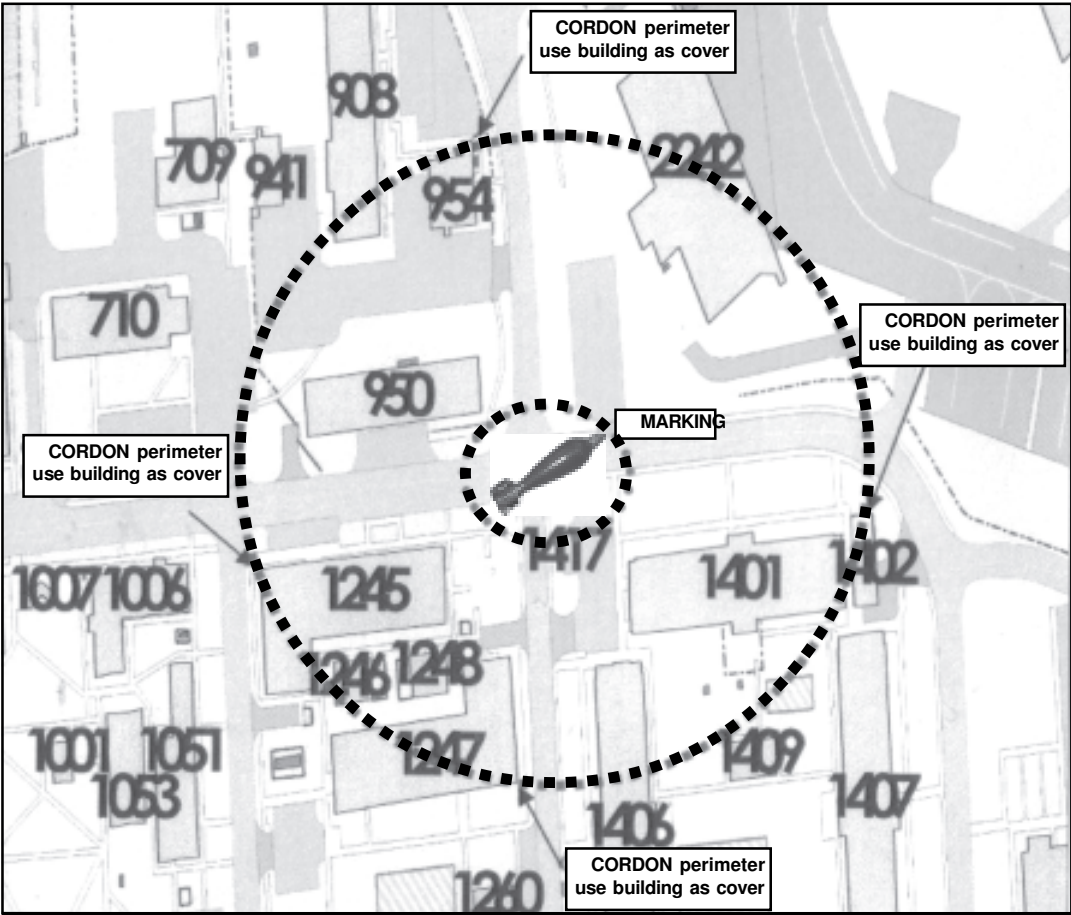 CORDON perimeter
use building as cover
908
2242
709
941
954
710
CORDON perimeter
use building as cover
950
MARKING
CORDON perimeter
use building as cover
1417
1007
1006
1245
1401
1402
1246
1248
1001
1051
1247
1409
1053
1407
1406
CORDON perimeter
use building as cover
1260